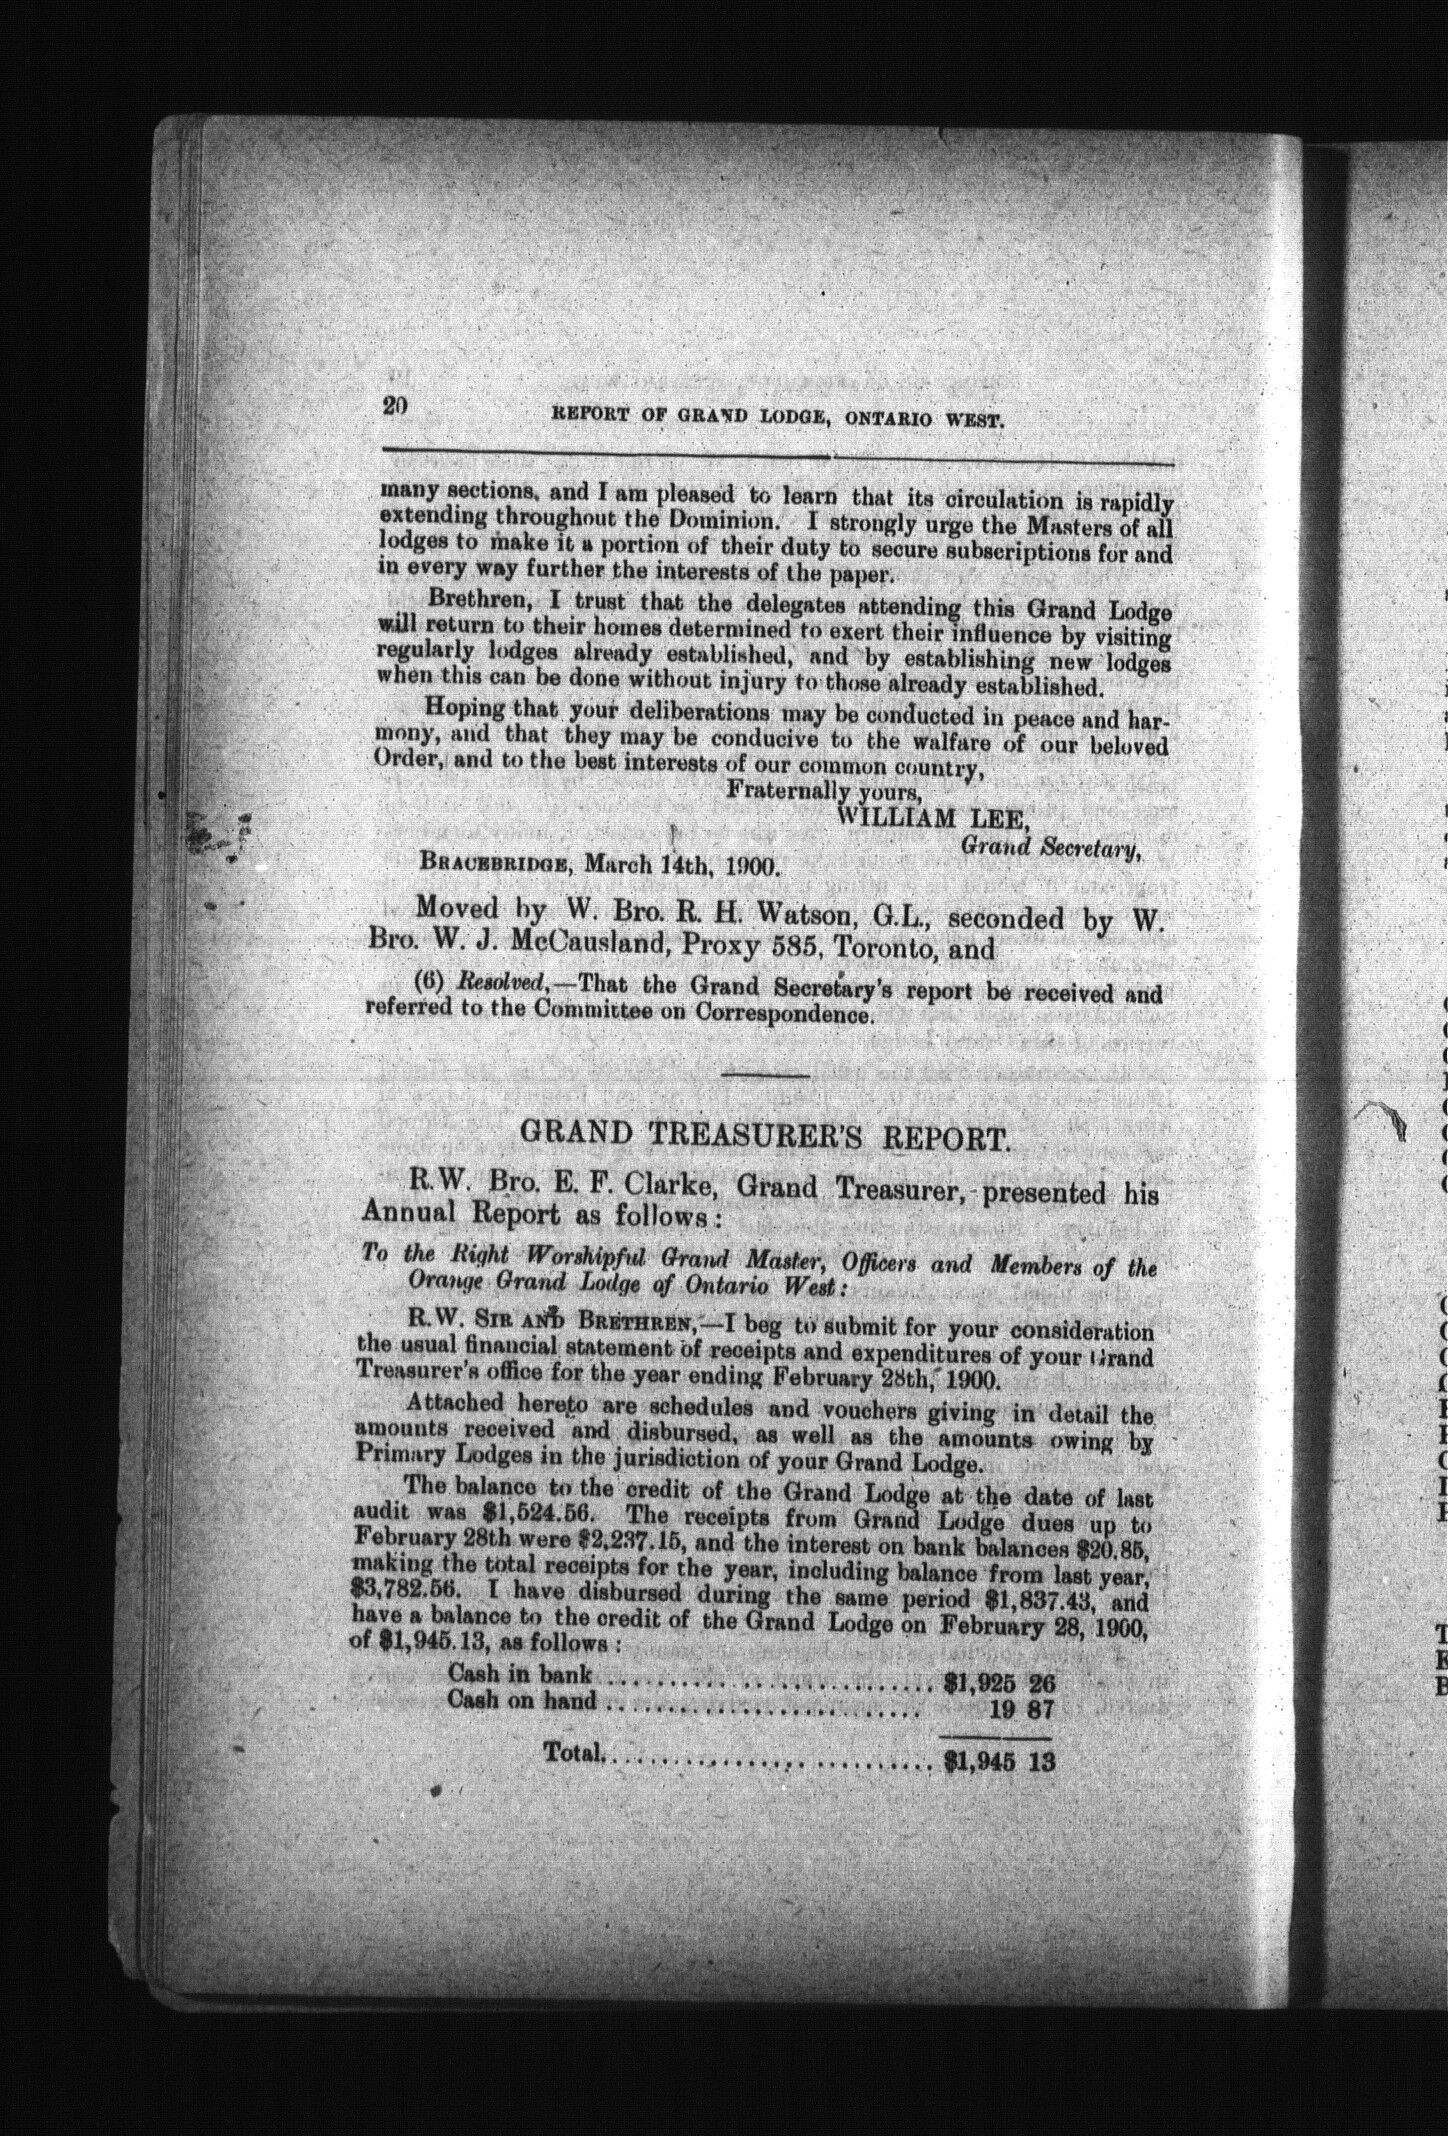 20 REPORT OF GRAND LODGE, ONTARIO WEST.
many sections, and I am pleased to learn that its circulation is rapidly
extending throughout the Dominion. I strongly urge the Masters of all
lodges to make it a portion of their duty to secure subscriptions for and
in every way further the interests of the paper.
Brethren, I trust that the delegates attending this Grand Lodge
will return to their homes determined to exert their influence by visiting
regularly lodges already established, and by establishing new lodges
when this can be done without injury to those already established.
Hoping that your deliberations may be conducted in peace and har-
mony, and that they may be conducive to the welfare of our beloved
Order, and to the best interests of our common country,
Fraternally yours,
WILLIAM LEE,
Grand Secretary,
BRACEBRIDGE, March 14th, 1900.
Moved by W. Bro. R. H. Watson, G.L., seconded by W.
Bro. W. J. McCausland, Proxy 585, Toronto, and
(6) Resolved,—That the Grand Secretary's report be received and
referred to the Committee on Correspondence.
GRAND TREASURER'S REPORT.
R.W. Bro. E. F. Clarke, Grand Treasurer, presented his
Annual Report as follows:
To the Right Worshipful Grand Master, Officers and Members of the
Orange Grand Lodge of Ontario West:
R.W. SIR AND BRETHREN,—I beg to submit for your consideration
the usual financial statement of receipts and expenditures of your Grand
Treasurer's office for the year ending February 28th, 1900.
Attached hereto are schedules and vouchers giving in detail the
amounts received and disbursed, as well as the amounts owing by
Primary Lodges in the jurisdiction of your Grand Lodge.
The balance to the credit of the Grand Lodge at the date of last
audit was $1,524.56. The receipts from Grand Lodge dues up to
February 28th were $2,237.15, and the interest on bank balances $20.85,
making the total receipts for the year, including balance from last year,
$3,782.56. I have disbursed during the same period $1,837.43, and
have a balance to the credit of the Grand Lodge on February 28, 1900,
of $1,945.13, as follows:
Cash in bank .......................... $1,925 26
Cash on hand .......................... 19 87
Total........................... $1,945 13